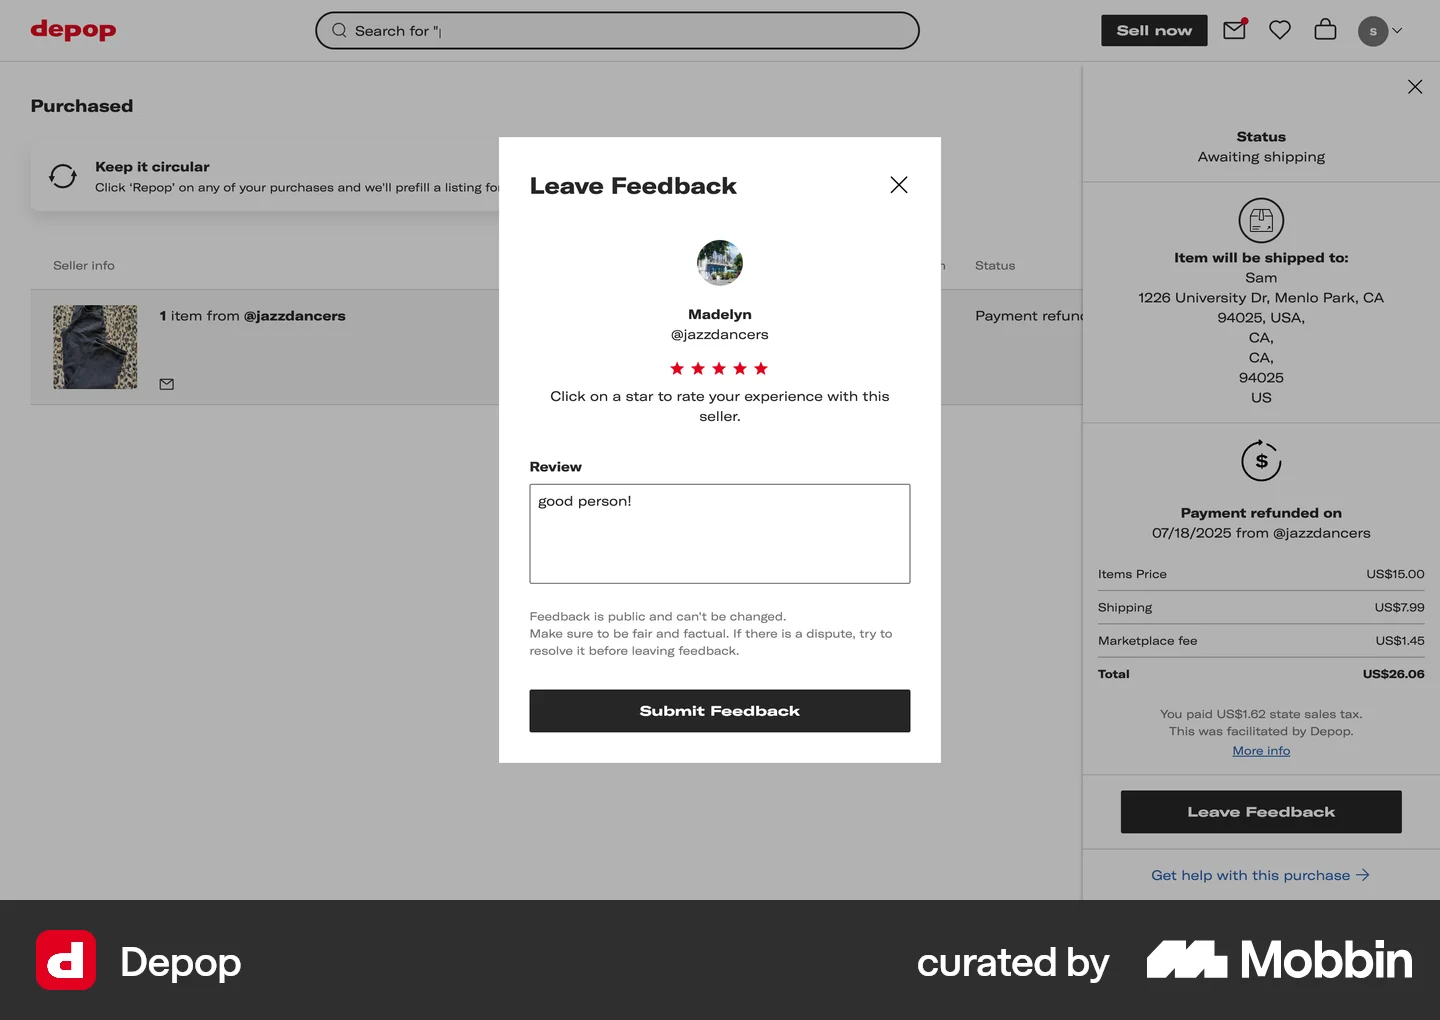 depop
Search for "
Sell now
s
Purchased
Keep it circular
Click ‘Repop’ on any of your purchases and we'll prefill a listing for
Seller info
Status
1 item from @jazzdancers
Payment refund
Leave Feedback
Madelyn
@jazzdancers
Click on a star to rate your experience with this
seller.
Review
good person!
Feedback is public and can't be changed.
Make sure to be fair and factual. If there is a dispute, try to
resolve it before leaving feedback.
Submit Feedback
Status
Awaiting shipping
Item will be shipped to:
Sam
1226 University Dr, Menlo Park, CA
94025, USA,
CA,
CA,
94025
US
$
Payment refunded on
07/18/2025 from @jazzdancers
Items Price US$15.00
Shipping US$7.99
Marketplace fee US$1.45
Total US$26.06
You paid US$1.62 state sales tax.
This was facilitated by Depop.
More info
Leave Feedback
Get help with this purchase
d Depop
curated by Mobbin